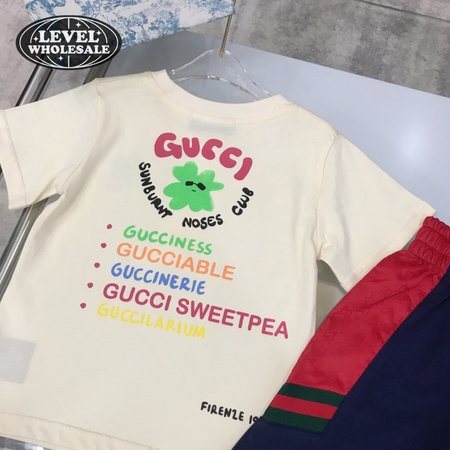 LEVEL
WHOLESALE
GUCCI
SUNBURNT NOSES CLUB
GUCCINESS
GUCCIABLE
GUCCINERIE
GUCCI SWEETPEA
GUCCILARIUM
FIRENZE